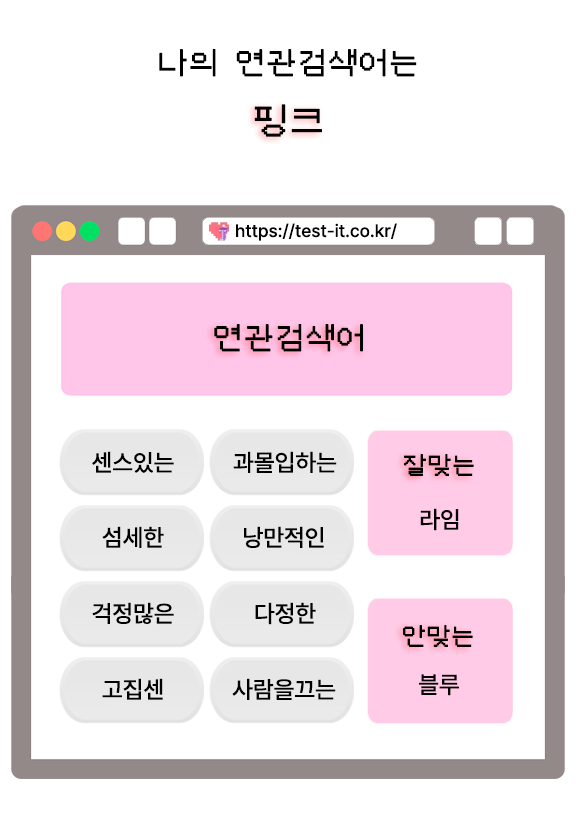 나의 연관검색어는
핑크
https://test-it.co.kr/
연관검색어
센스있는 과몰입하는
섬세한 낭만적인
걱정많은 다정한
고집센 사람을끄는
잘맞는
라임
안맞는
블루